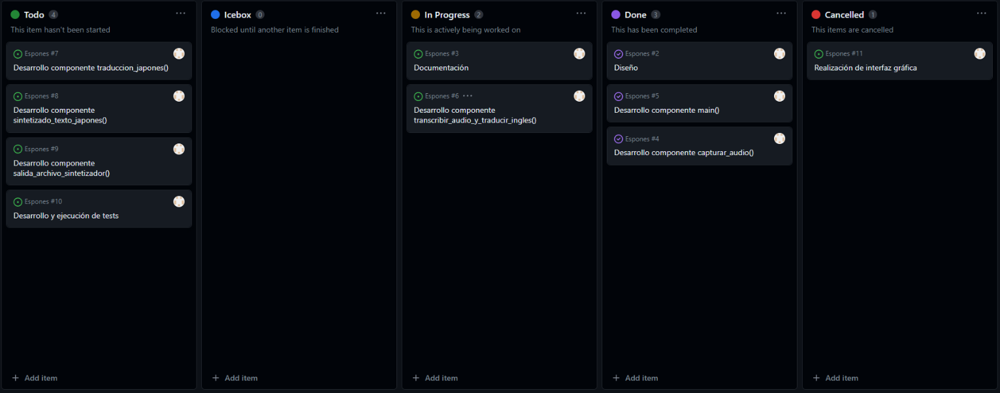 Todo 4
This item hasn't been started
Espones #7
Desarrollo componente traduccion_japones()
Espones #8
Desarrollo componente
sintetizado_texto_japones()
Espones #9
Desarrollo componente
salida_archivo_sintetizador()
Espones #10
Desarrollo y ejecución de tests
+ Add item
Icebox 0
Blocked until another item is finished
+ Add item
In Progress 2
This is actively being worked on
Espones #3
Documentación
Espones #6 ···
Desarrollo componente
transcribir_audio_y_traducir_ingles()
+ Add item
Done 3
This has been completed
Espones #2
Diseño
Espones #5
Desarrollo componente main()
Espones #4
Desarrollo componente capturar_audio()
+ Add item
Cancelled 1
This items are cancelled
Espones #11
Realización de interfaz gráfica
+ Add item